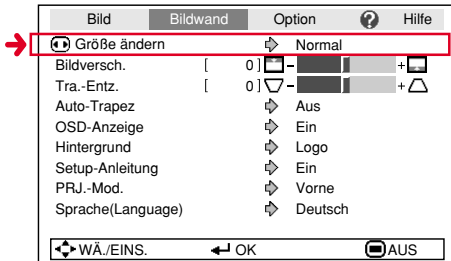 Bild Bildwand Option ? Hilfe
Größe ändern Normal
Bildversch. [ 0 ] - +
Tra.-Entz. [ 0 ] - +
Auto-Trapez Aus
OSD-Anzeige Ein
Hintergrund Logo
Setup-Anleitung Ein
PRJ.-Mod. Vorne
Sprache(Language) Deutsch
WÄ./EINS. OK AUS